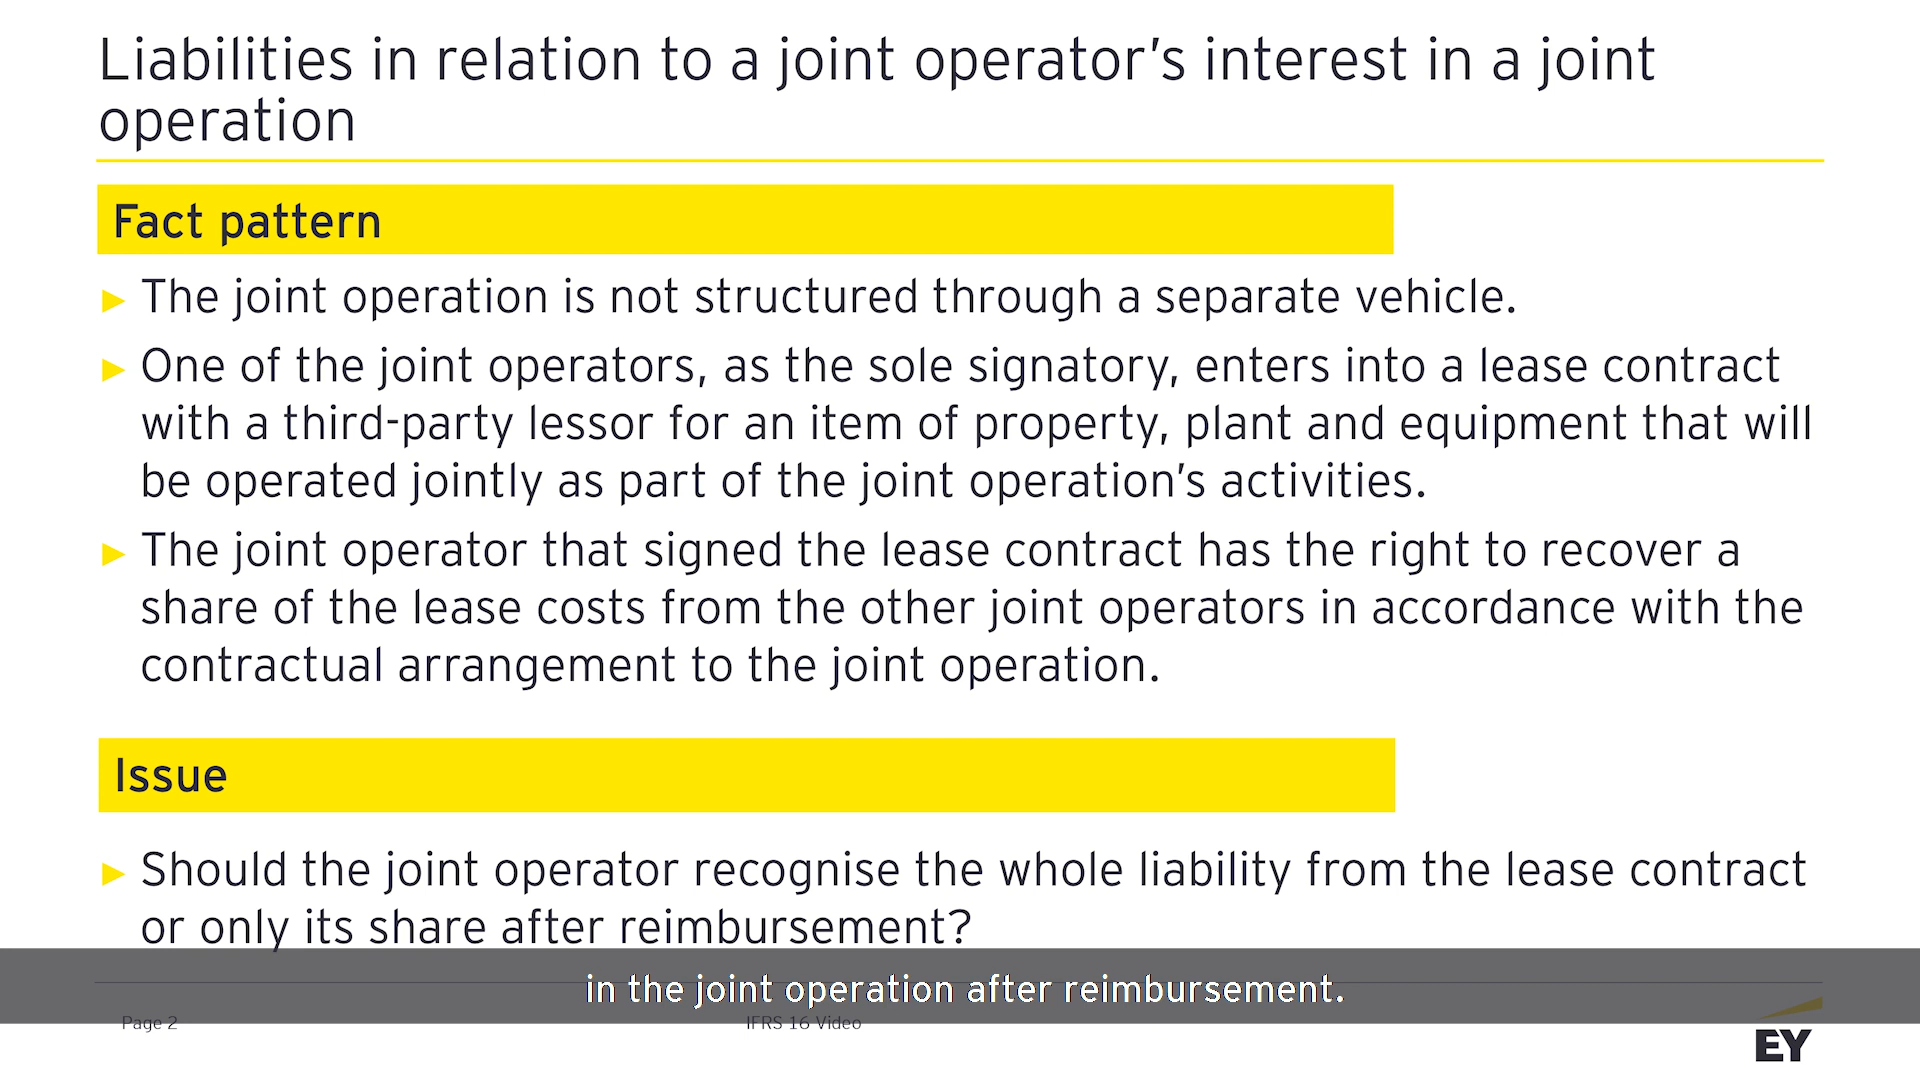 Liabilities in relation to a joint operator's interest in a joint
operation
Fact pattern
► The joint operation is not structured through a separate vehicle.
► One of the joint operators, as the sole signatory, enters into a lease contract
with a third-party lessor for an item of property, plant and equipment that will
be operated jointly as part of the joint operation's activities.
► The joint operator that signed the lease contract has the right to recover a
share of the lease costs from the other joint operators in accordance with the
contractual arrangement to the joint operation.
Issue
► Should the joint operator recognise the whole liability from the lease contract
or only its share after reimbursement?
in the joint operation after reimbursement.
Page 2
IFRS 16 Video
EY